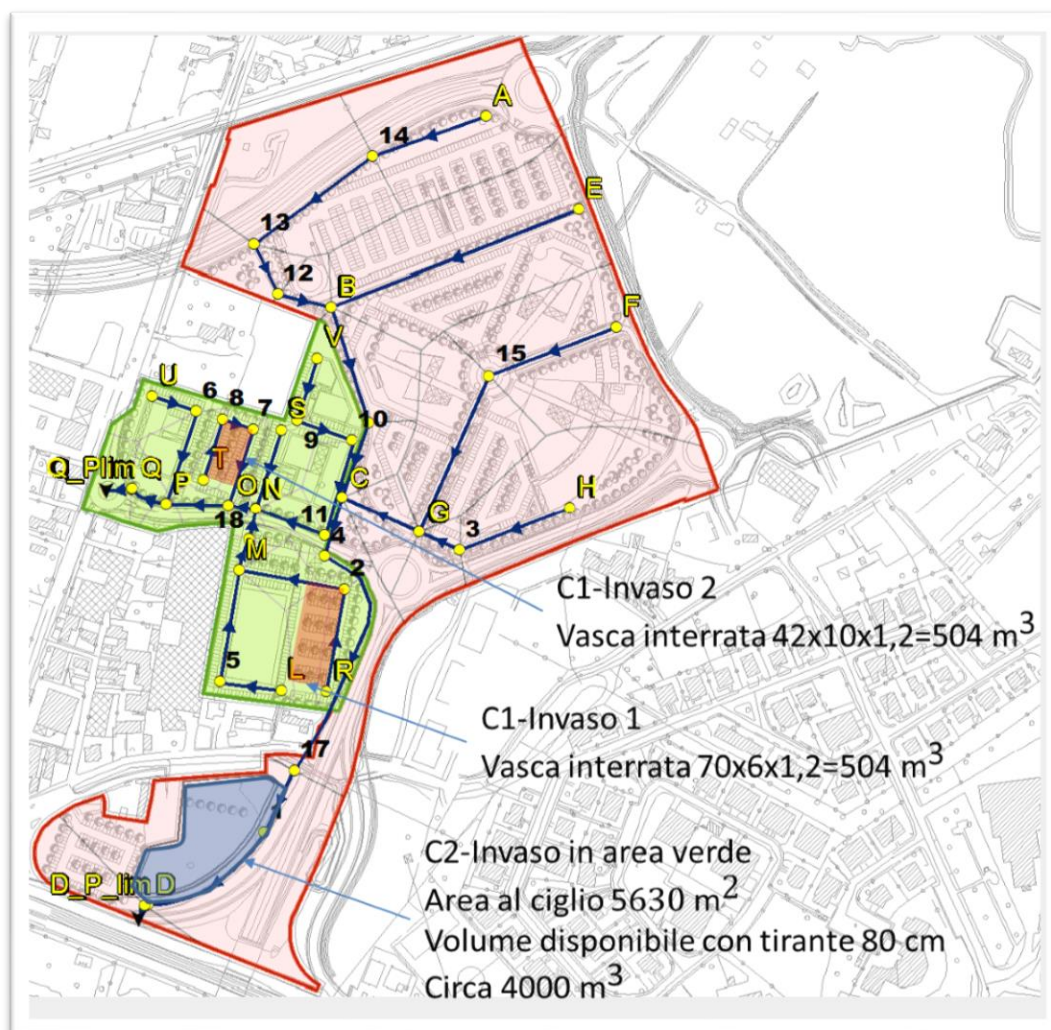 A
14
E
13
12
B
F
V
15
U
6
8
7
S
10
9
T
Q_Plim Q
P
O
N
C
H
18
11
G
3
4
M
2
C1-Invaso 2
Vasca interrata 42x10x1,2=504 m³
5
L
R
C1-Invaso 1
17
Vasca interrata 70x6x1,2=504 m³
C2-Invaso in area verde
D_P_lim D
Area al ciglio 5630 m²
Volume disponibile con tirante 80 cm
Circa 4000 m³